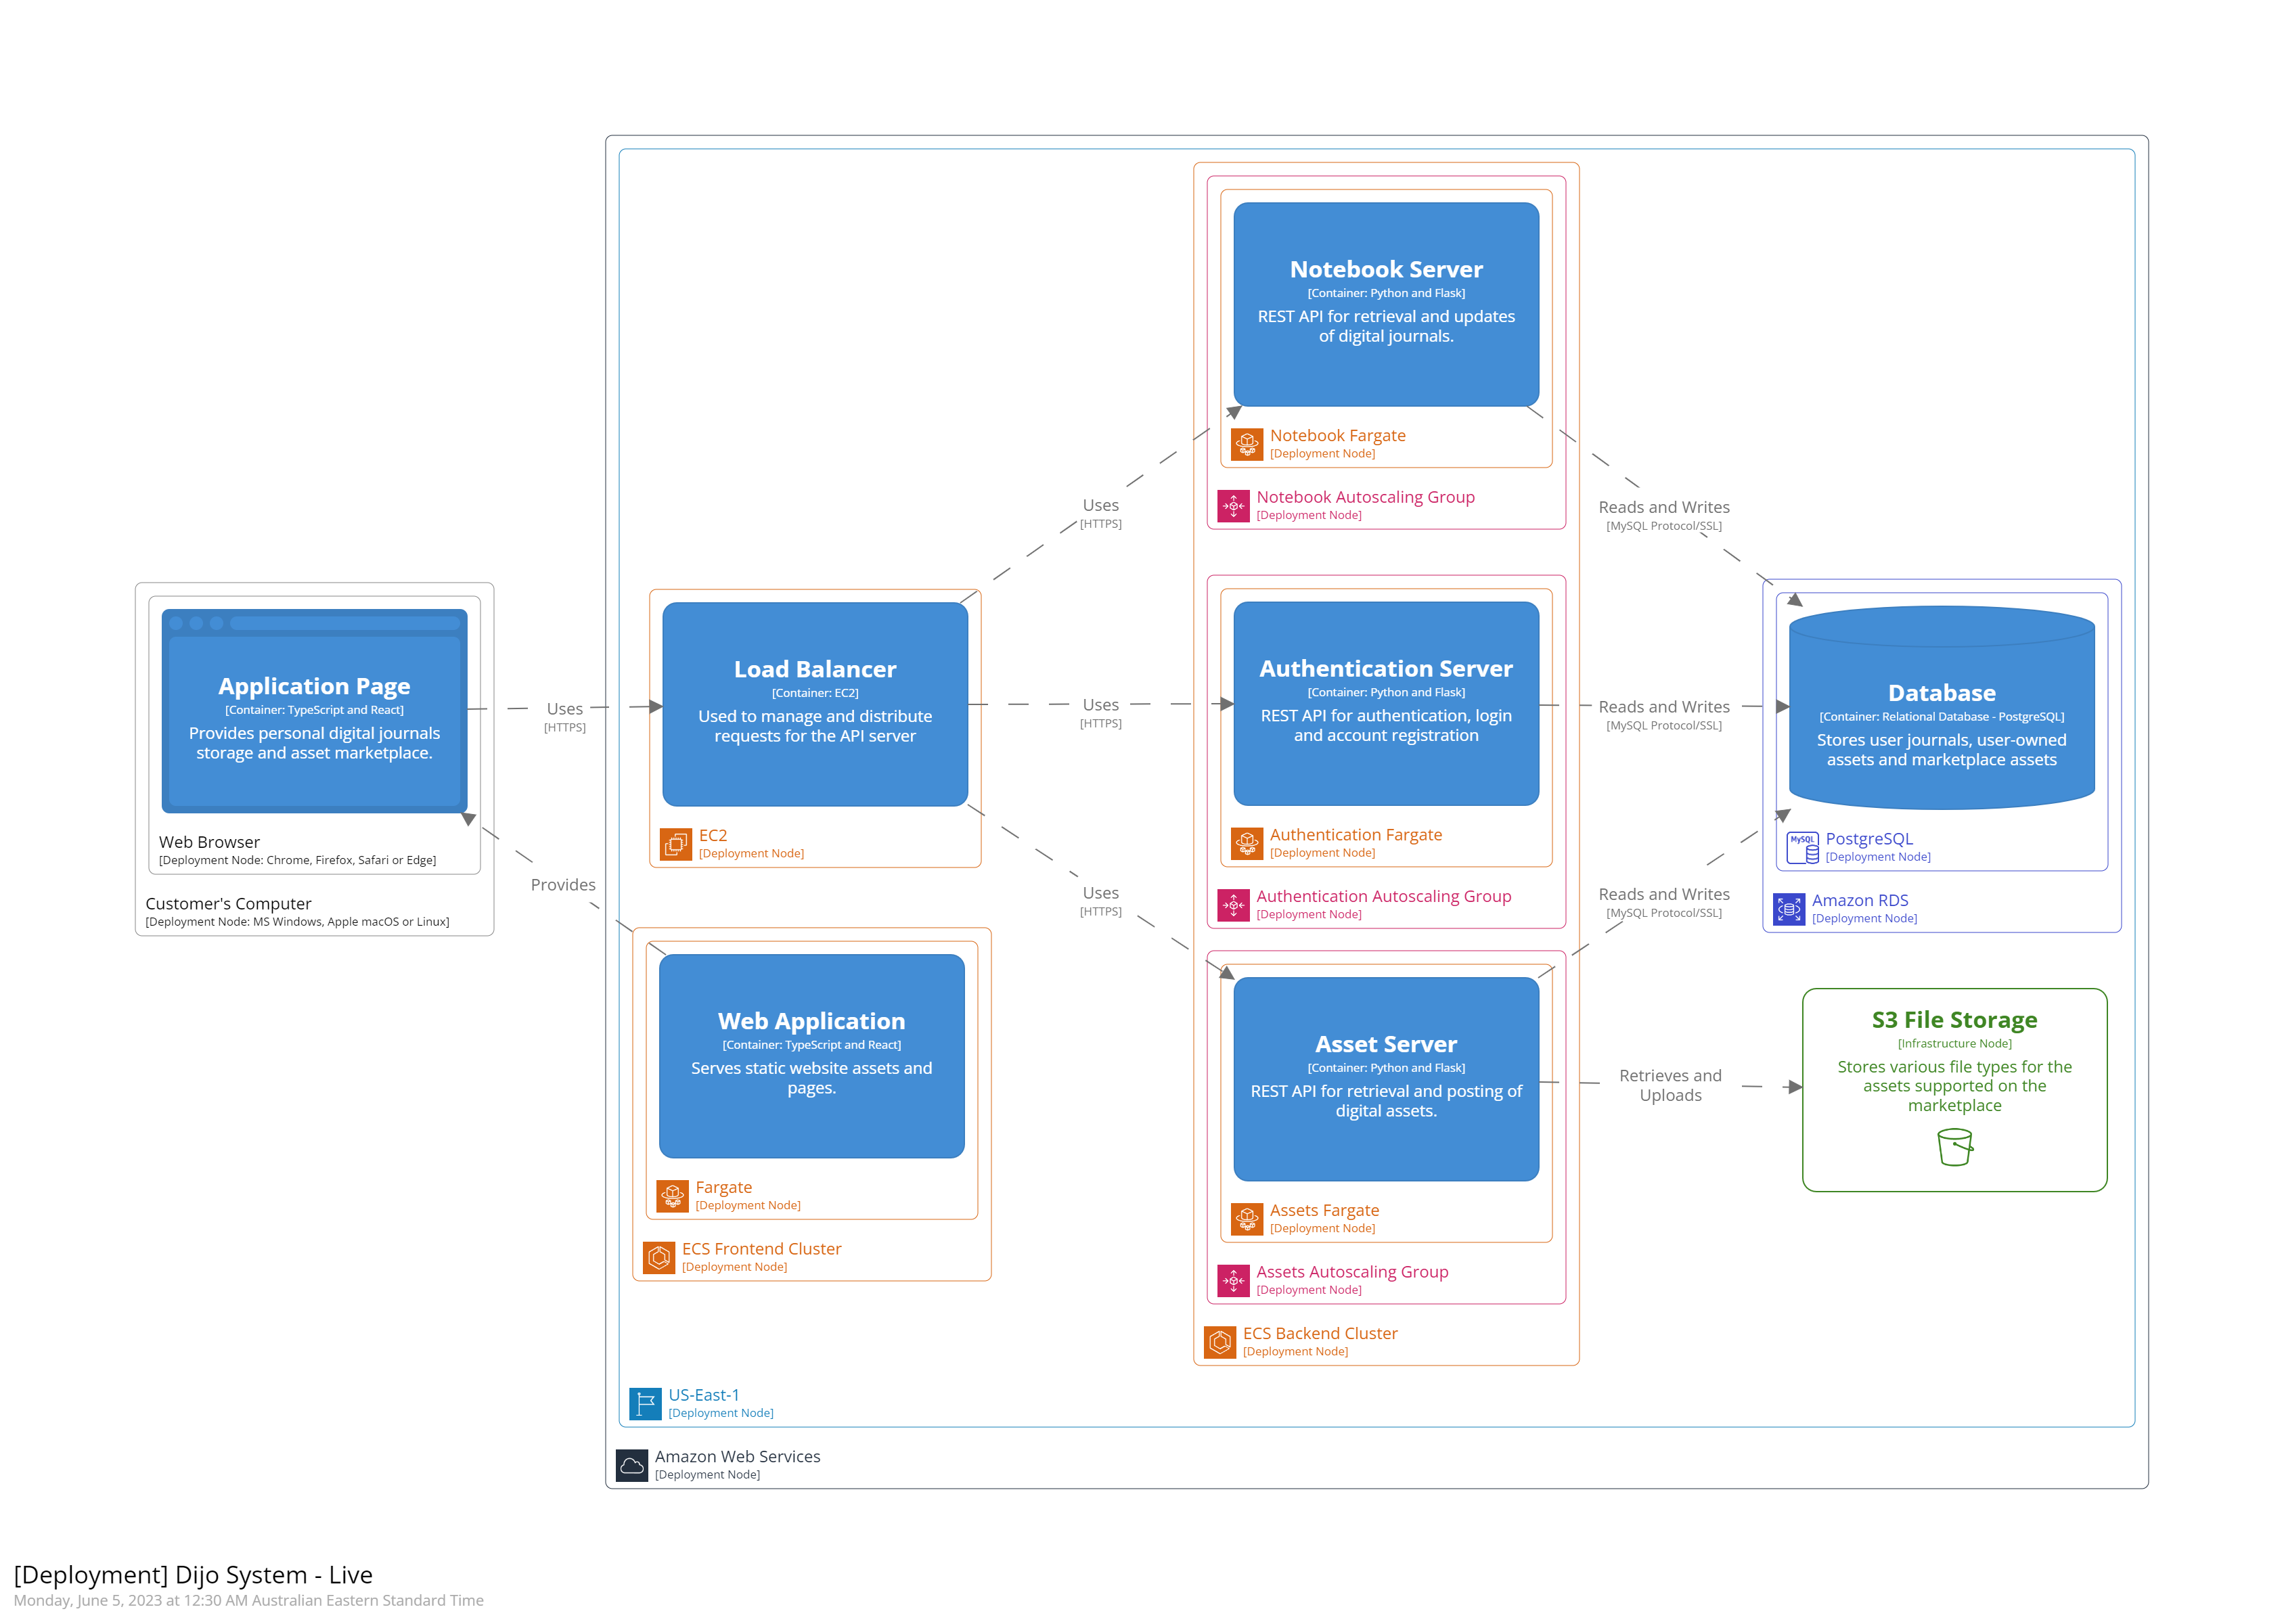 Notebook Server
[Container: Python and Flask]
REST API for retrieval and updates
of digital journals.
Notebook Fargate
[Deployment Node]
Notebook Autoscaling Group
[Deployment Node]
Uses
[HTTPS]
Reads and Writes
[MySQL Protocol/SSL]
Application Page
[Container: TypeScript and React]
Provides personal digital journals
storage and asset marketplace.
Web Browser
[Deployment Node: Chrome, Firefox, Safari or Edge]
Customer's Computer
[Deployment Node: MS Windows, Apple macOS or Linux]
Uses
[HTTPS]
Provides
Load Balancer
[Container: EC2]
Used to manage and distribute
requests for the API server
EC2
[Deployment Node]
Uses
[HTTPS]
Uses
[HTTPS]
Authentication Server
[Container: Python and Flask]
REST API for authentication, login
and account registration
Authentication Fargate
[Deployment Node]
Authentication Autoscaling Group
[Deployment Node]
Reads and Writes
[MySQL Protocol/SSL]
Reads and Writes
[MySQL Protocol/SSL]
Database
[Container: Relational Database - PostgreSQL]
Stores user journals, user-owned
assets and marketplace assets
MySQL
PostgreSQL
[Deployment Node]
Amazon RDS
[Deployment Node]
Web Application
[Container: TypeScript and React]
Serves static website assets and
pages.
Fargate
[Deployment Node]
ECS Frontend Cluster
[Deployment Node]
Asset Server
[Container: Python and Flask]
REST API for retrieval and posting of
digital assets.
Assets Fargate
[Deployment Node]
Assets Autoscaling Group
[Deployment Node]
ECS Backend Cluster
[Deployment Node]
Retrieves and
Uploads
S3 File Storage
[Infrastructure Node]
Stores various file types for the
assets supported on the
marketplace
US-East-1
[Deployment Node]
Amazon Web Services
[Deployment Node]
[Deployment] Dijo System - Live
Monday, June 5, 2023 at 12:30 AM Australian Eastern Standard Time